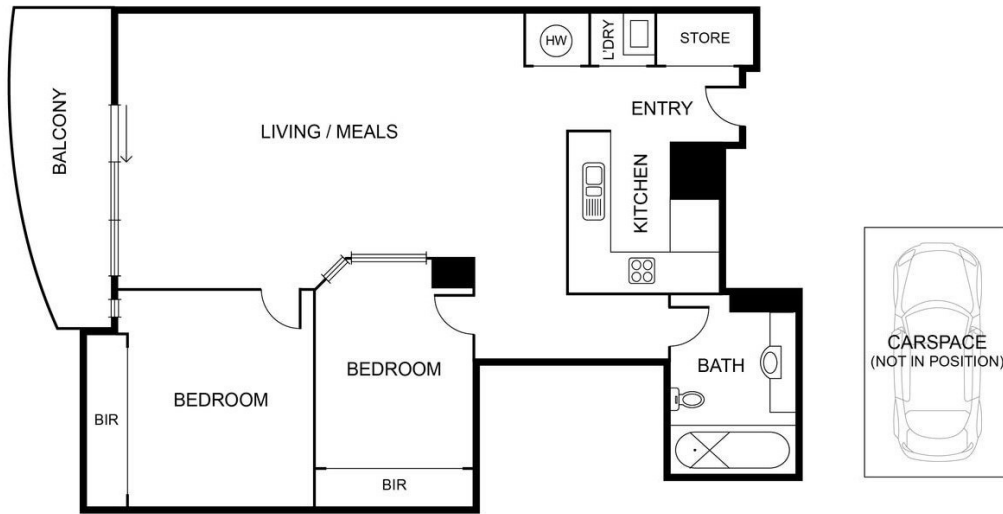 HW
L'DRY
STORE
BALCONY
LIVING / MEALS
ENTRY
KITCHEN
BEDROOM
BEDROOM
BATH
BIR
BIR
CARSPACE
(NOT IN POSITION)